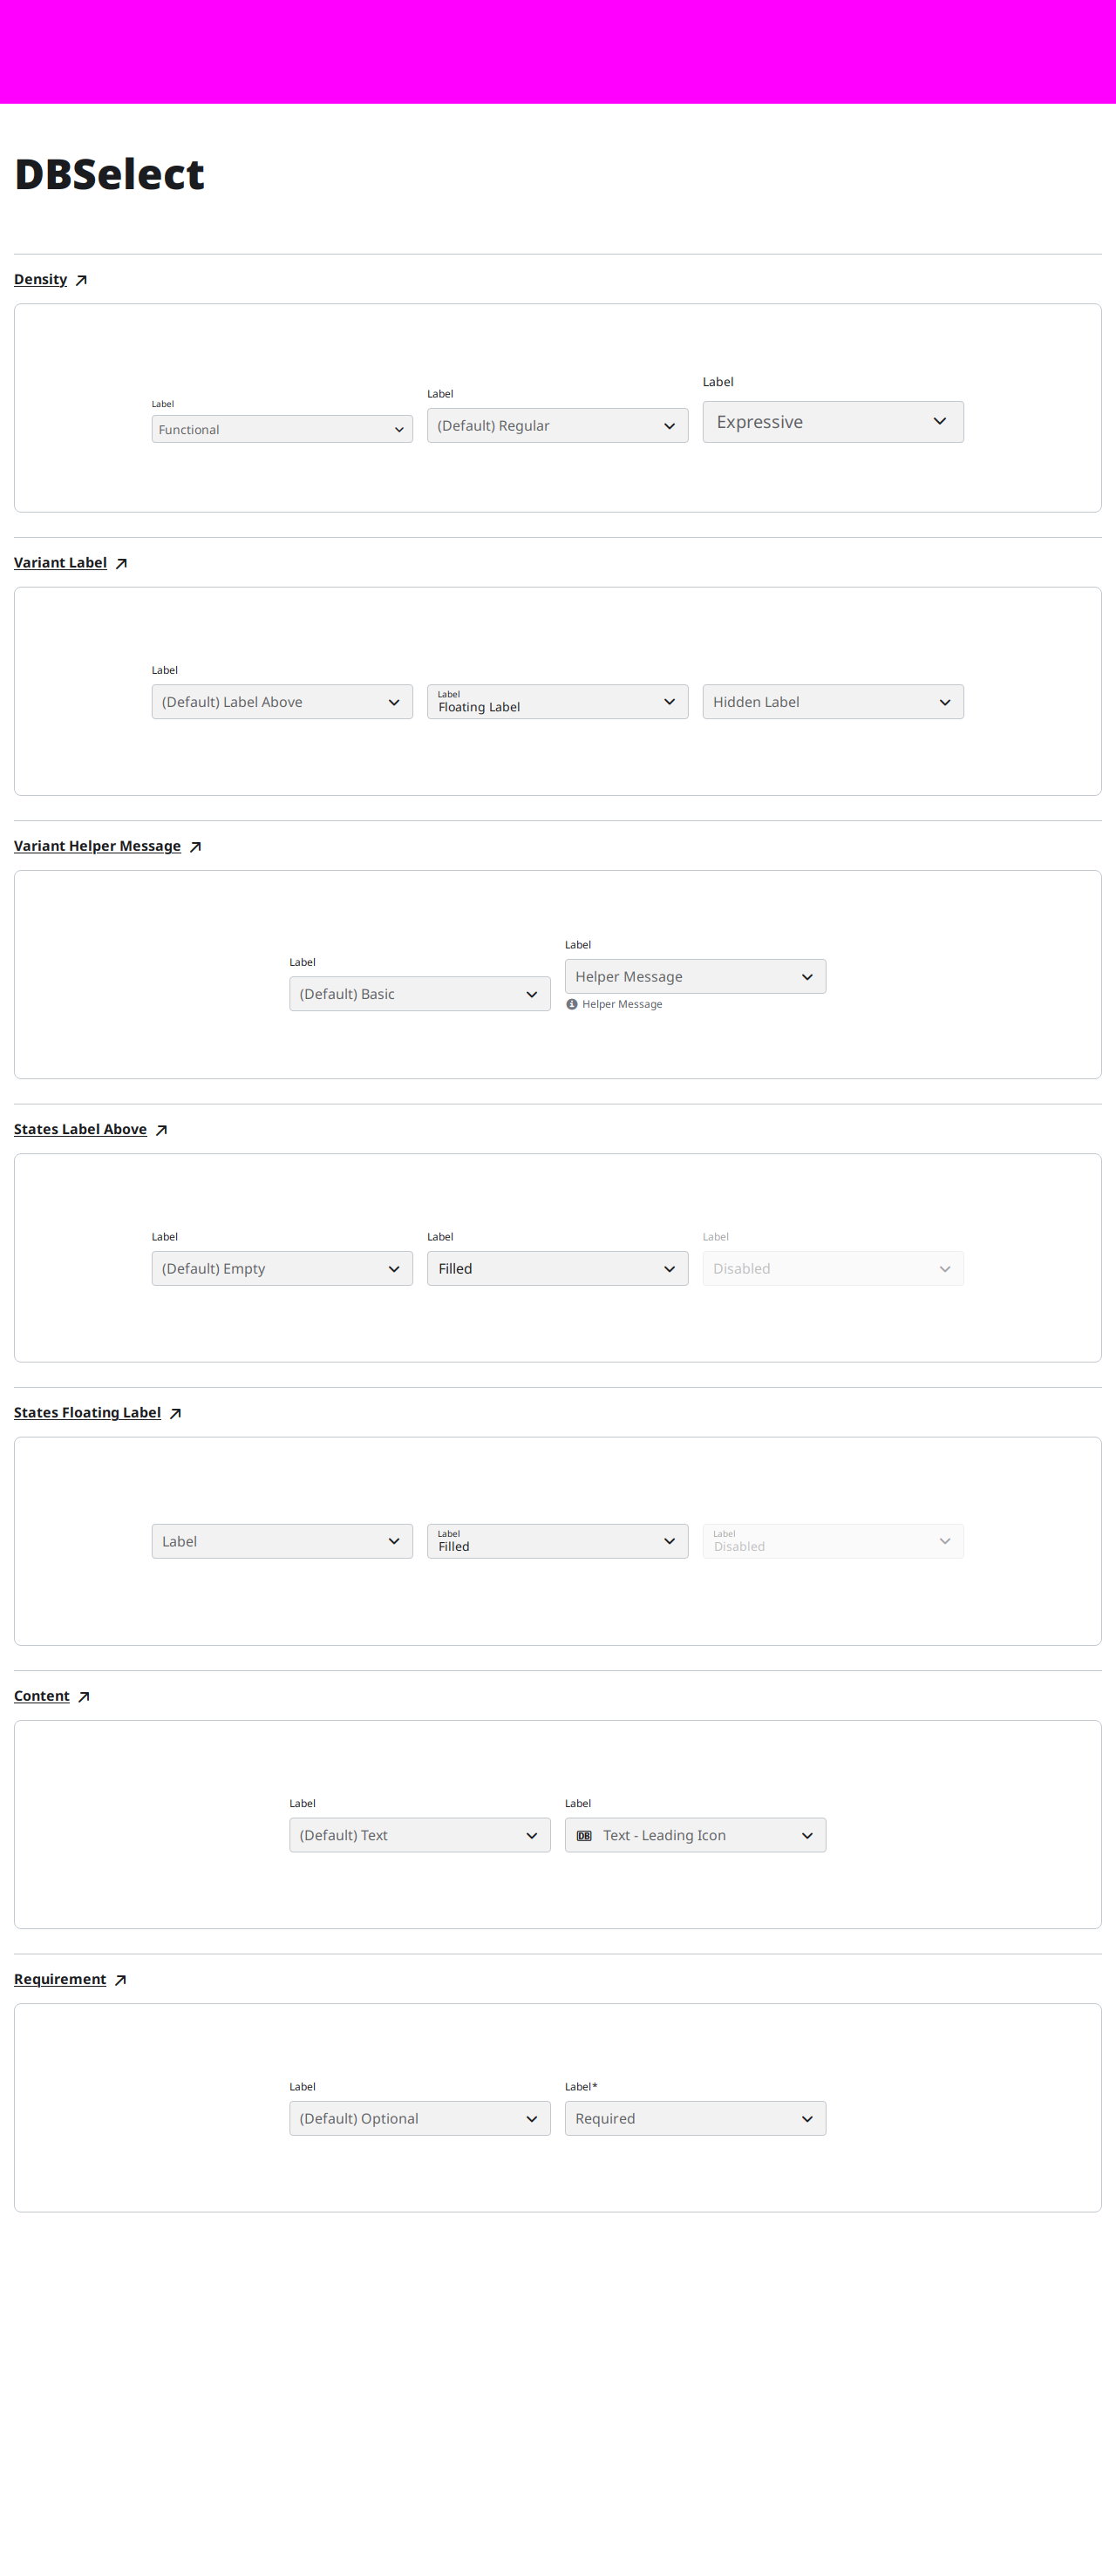 DBSelect
Density
Label
Functional
Label
(Default) Regular
Label
Expressive
Variant Label
Label
(Default) Label Above
Label
Floating Label
Hidden Label
Variant Helper Message
Label
(Default) Basic
Label
Helper Message
Helper Message
States Label Above
Label
(Default) Empty
Label
Filled
Label
Disabled
States Floating Label
Label
Label
Filled
Label
Disabled
Content
Label
(Default) Text
Label
DB Text - Leading Icon
Requirement
Label
(Default) Optional
Label*
Required